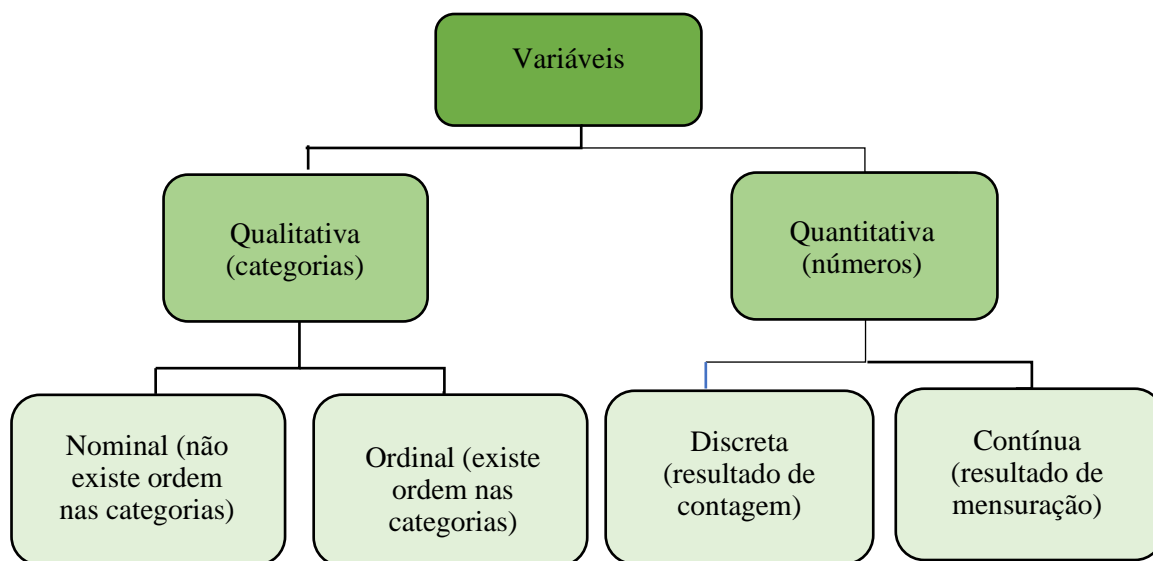 Variáveis
Qualitativa
(categorias)
Quantitativa
(números)
Nominal (não
existe ordem
nas categorias)
Ordinal (existe
ordem nas
categorias)
Discreta
(resultado de
contagem)
Contínua
(resultado de
mensuração)